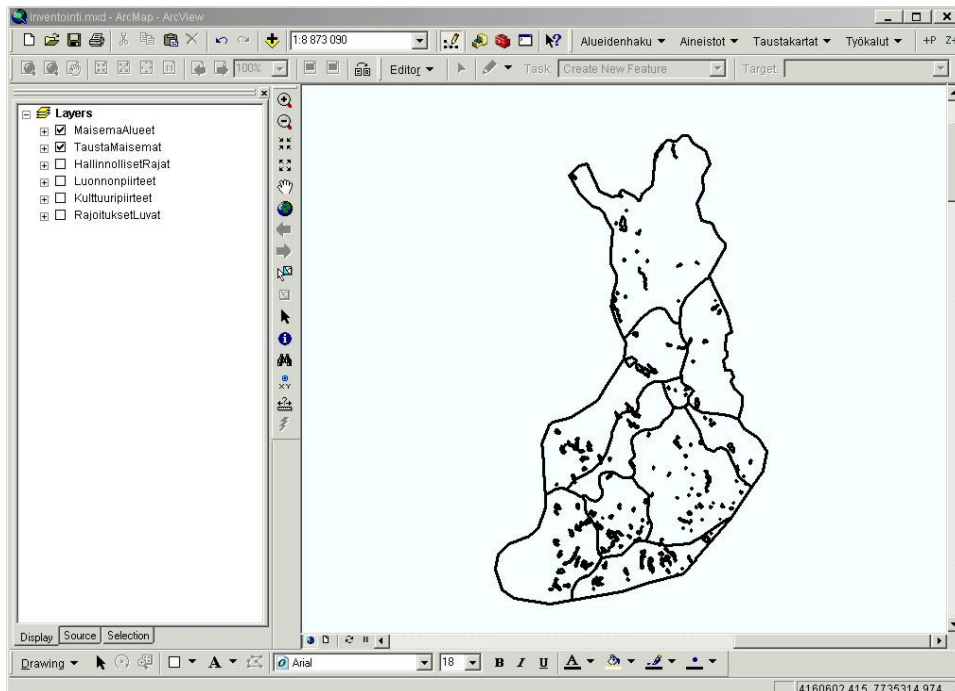 inventointi.mxd - ArcMap - ArcView
1:8 873 090
Alueidenhaku
Aineistot
Taustakartat
Työkalut
+P
Z+
100%
Editor
Task:
Create New Feature
Target:
Layers
MaisemaAlueet
TaustaMaisemat
HallinnollisetRajat
Luonnonpiirteet
Kulttuuripiirteet
RajoituksetLuvat
XY
Display
Source
Selection
Drawing
A
Arial
18
B
I
U
A
4160602,415 7735314,974